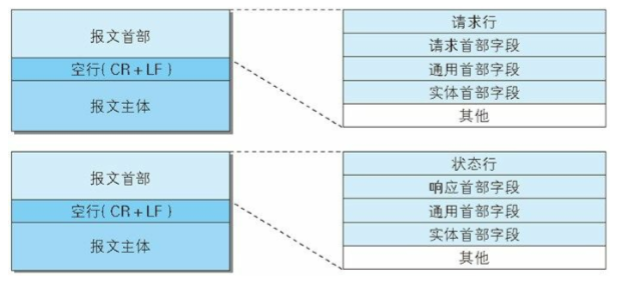 报文首部
空行(CR+LF)
报文主体
请求行
请求首部字段
通用首部字段
实体首部字段
其他
报文首部
空行(CR+LF)
报文主体
状态行
响应首部字段
通用首部字段
实体首部字段
其他